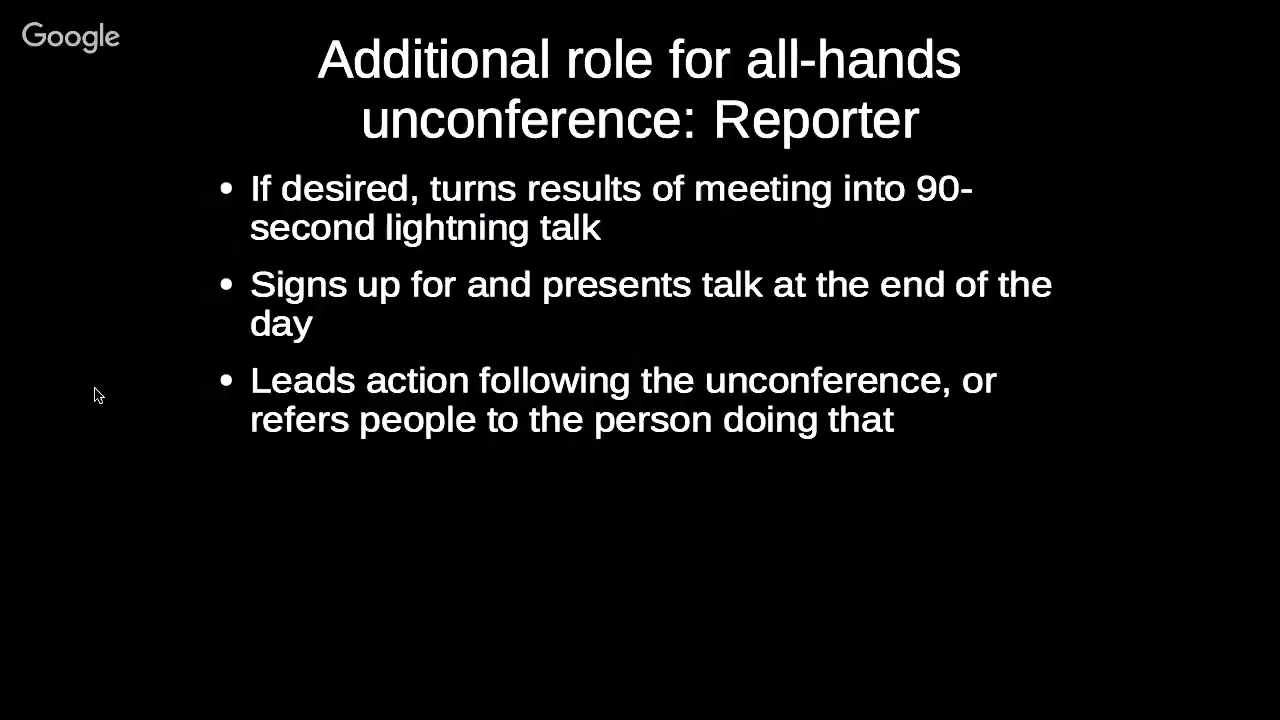 Google
Additional role for all-hands
unconference: Reporter
• If desired, turns results of meeting into 90-
second lightning talk
• Signs up for and presents talk at the end of the
day
• Leads action following the unconference, or
refers people to the person doing that